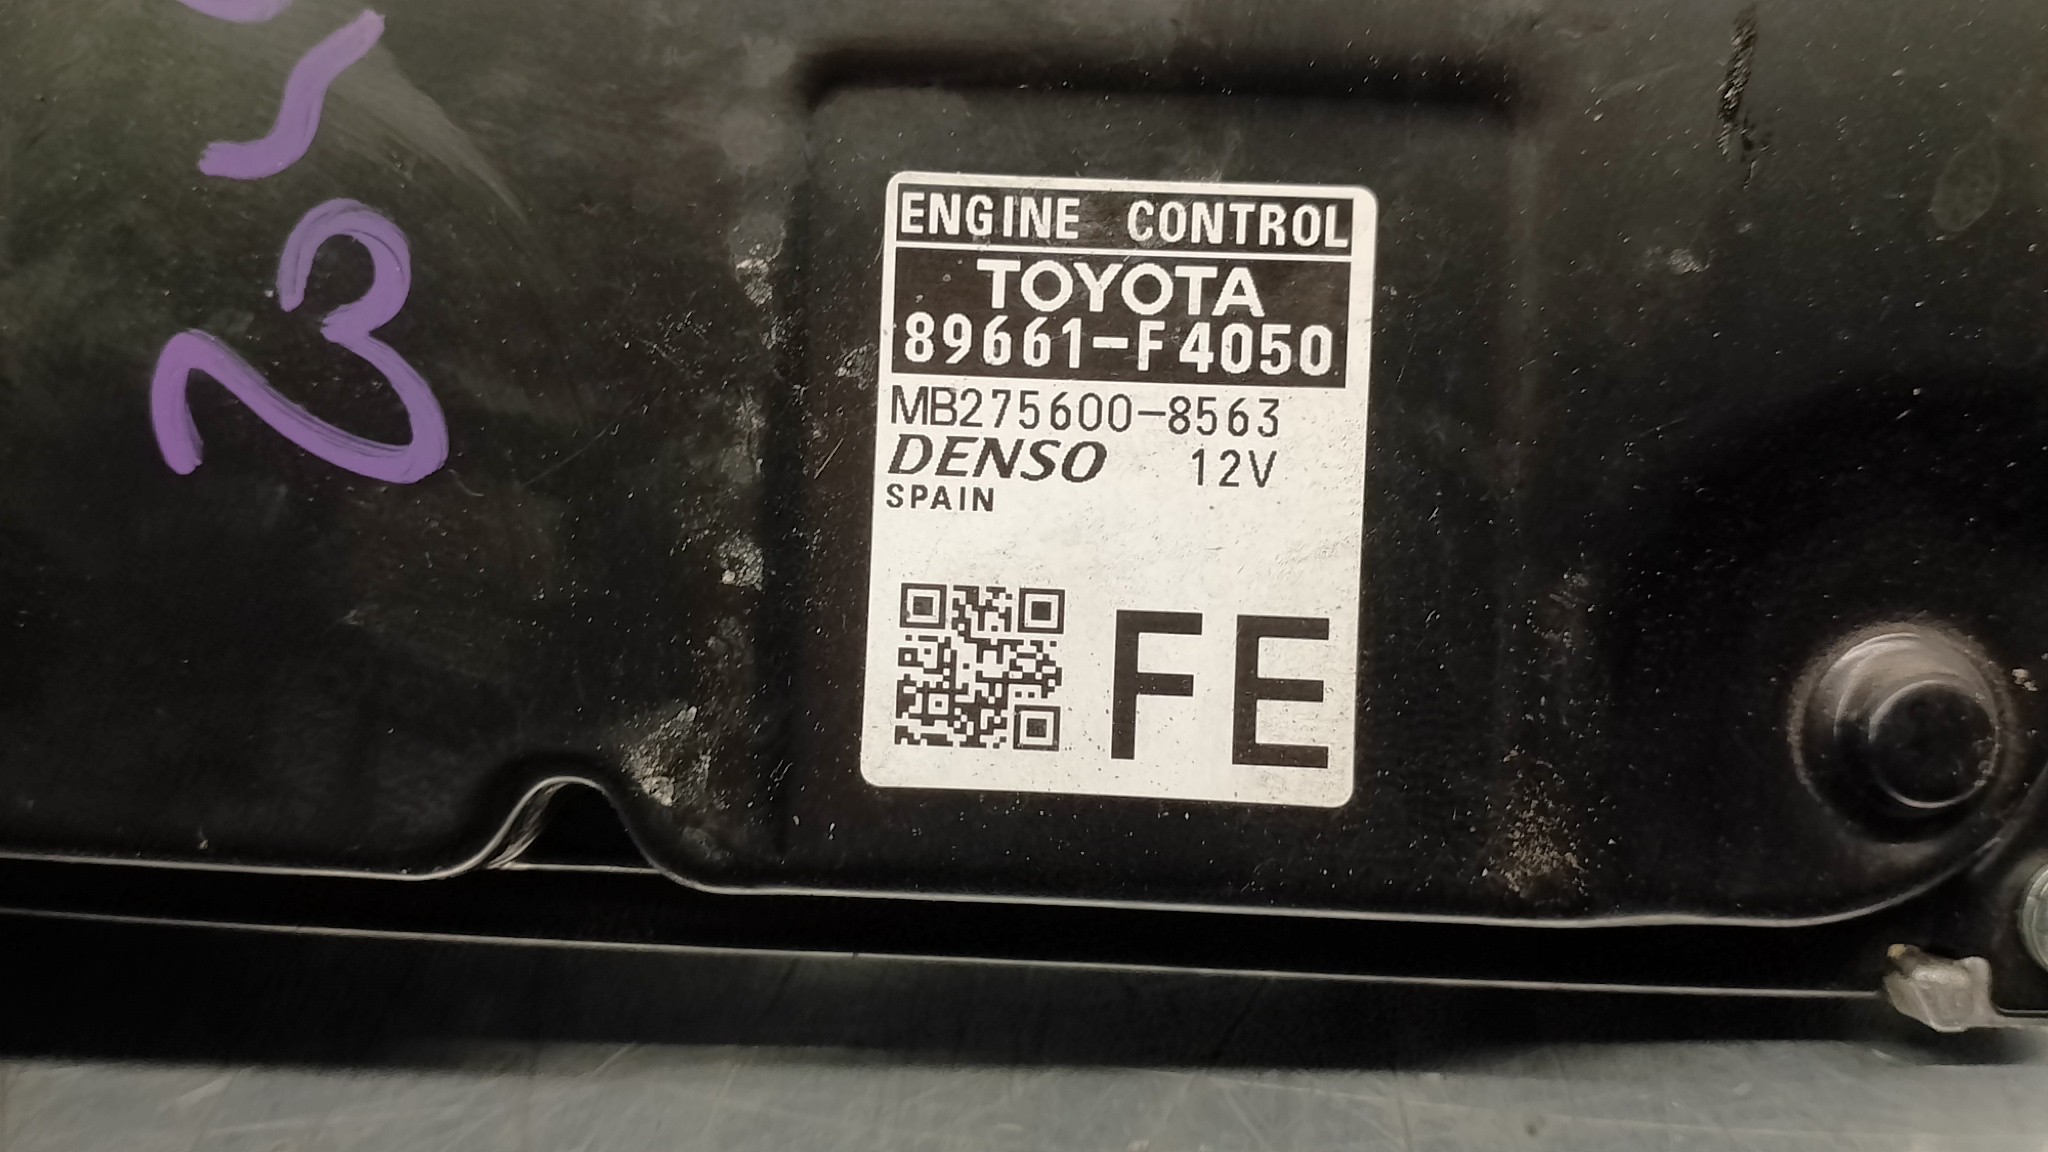 ENGINE CONTROL
TOYOTA
89661-F4050
MB275600-8563
DENSO 12V
SPAIN
FE